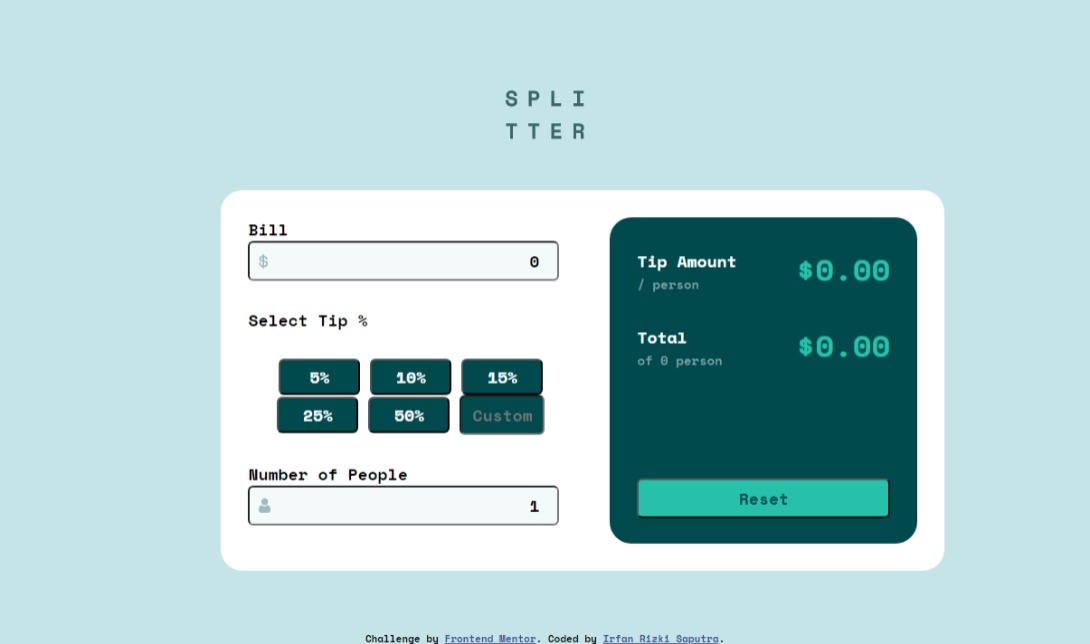 SPLI
TTER
Bill
$
0
Select Tip %
5%
10%
15%
25%
50%
Custom
Number of People
1
Tip Amount
/ person
$0.00
Total
of 0 person
$0.00
Reset
Challenge by Frontend Mentor. Coded by Irfan Rizki Saputra.